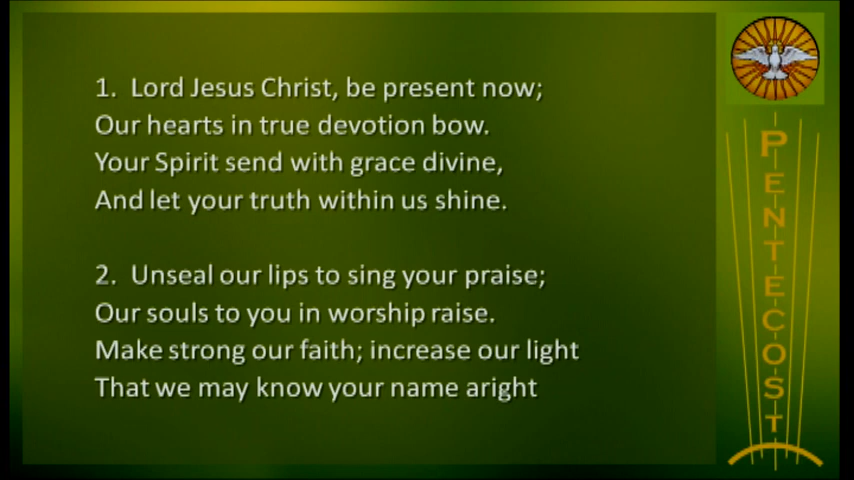 1. Lord Jesus Christ, be present now;
Our hearts in true devotion bow.
Your Spirit send with grace divine,
And let your truth within us shine.
2. Unseal our lips to sing your praise;
Our souls to you in worship raise.
Make strong our faith; increase our light
That we may know your name aright
PENTECOST